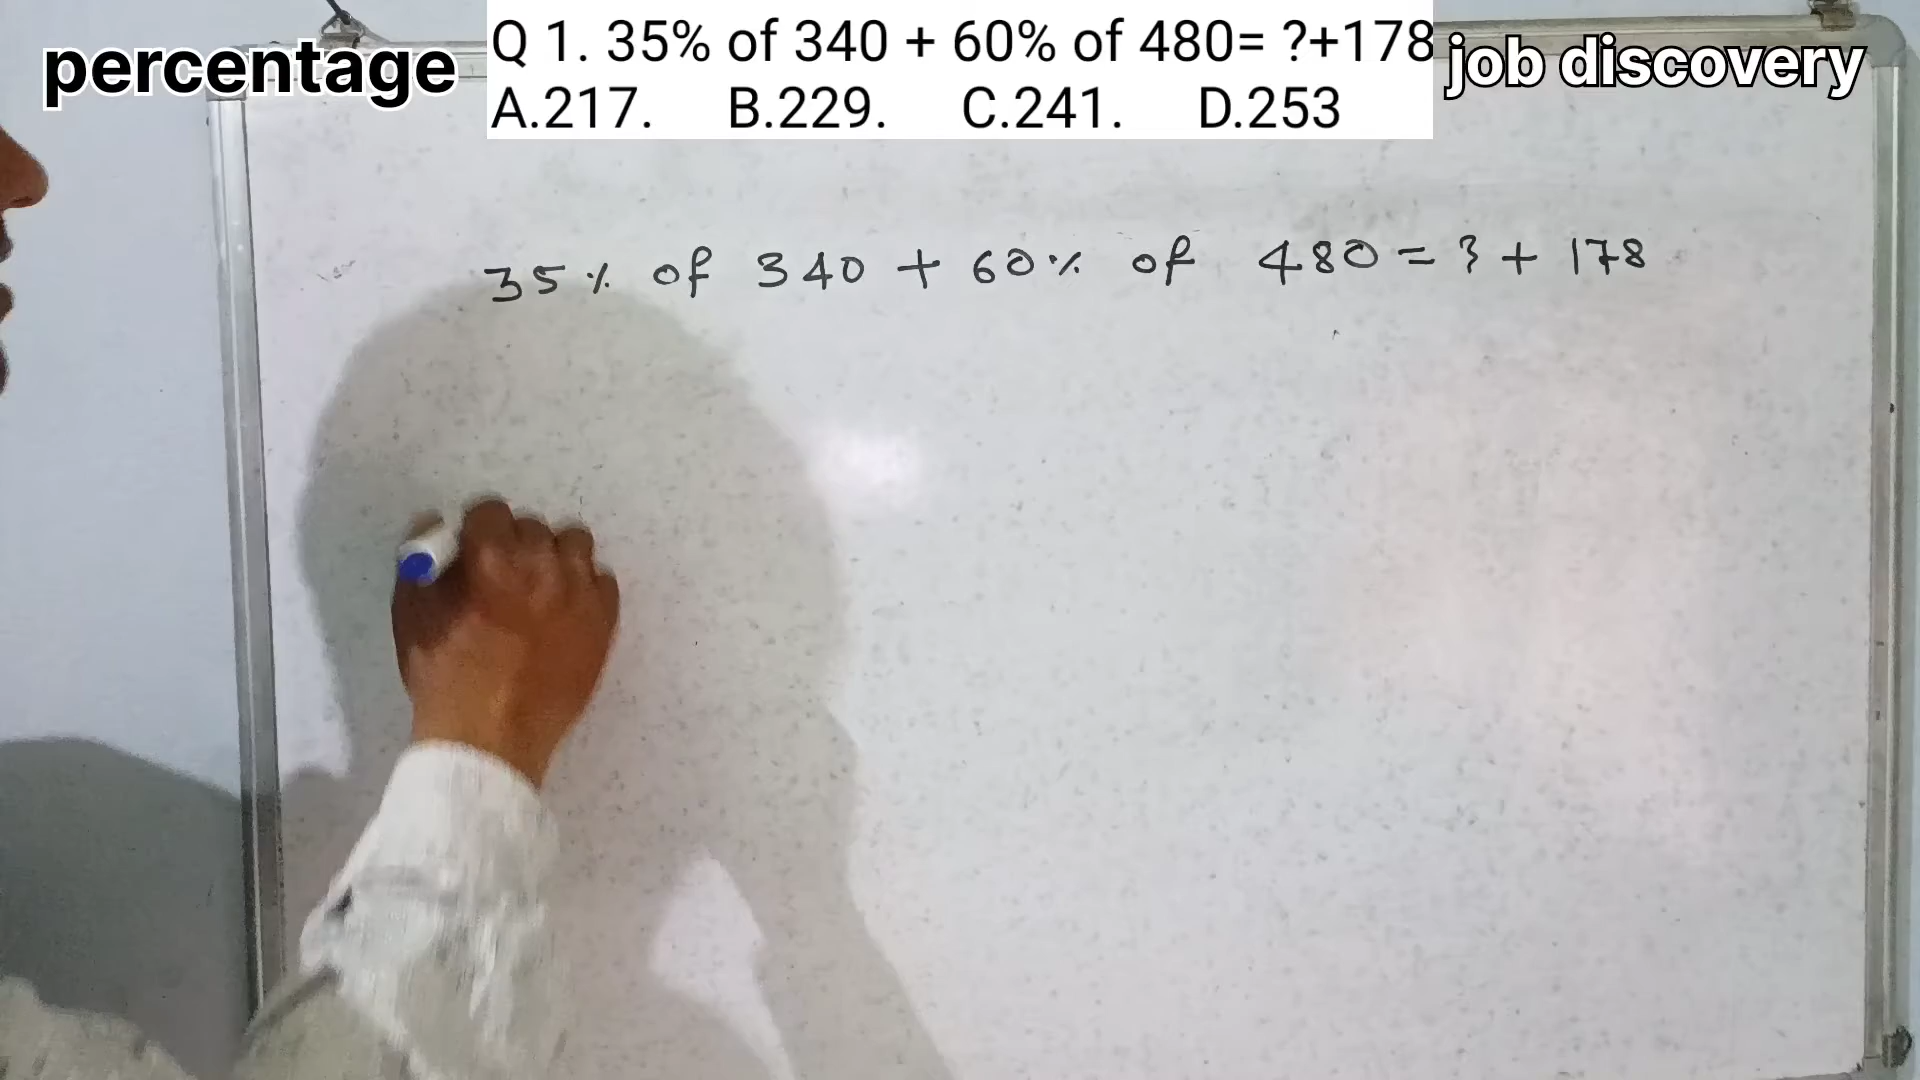 percentage
Q 1. 35% of 340 + 60% of 480= ?+178
A.217. B.229. C.241. D.253
job discovery
35% of 340 + 60% of 480 = ? + 178